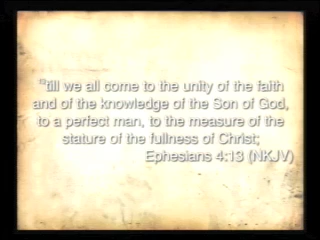 ¹³till we all come to the unity of the faith
and of the knowledge of the Son of God,
to a perfect man, to the measure of the
stature of the fullness of Christ;
Ephesians 4:13 (NKJV)